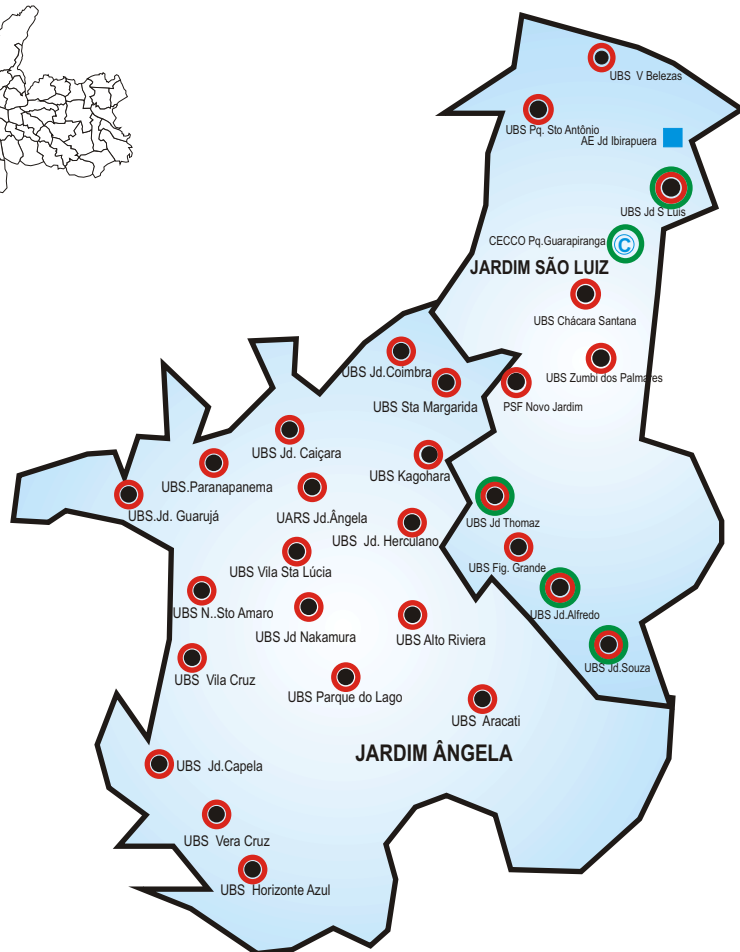 UBS V Belezas
UBS Pq. Sto Antônio
AE Jd Ibirapuera
UBS Jd S Luis
CECCO Pq.Guarapiranga
C
JARDIM SÃO LUIZ
UBS Chácara Santana
UBS Jd.Coimbra
UBS Zumbi dos Palmares
UBS Sta Margarida
PSF Novo Jardim
UBS Jd. Caiçara
UBS Kagohara
UBS.Paranapanema
UBS.Jd. Guarujá
UARS Jd.Ângela
UBS Jd Thomaz
UBS Jd. Herculano
UBS Vila Sta Lúcia
UBS Fig. Grande
UBS N..Sto Amaro
UBS Jd Nakamura
UBS Alto Riviera
UBS Jd.Alfredo
UBS Vila Cruz
UBS Jd.Souza
UBS Parque do Lago
UBS Aracati
JARDIM ÂNGELA
UBS Jd.Capela
UBS Vera Cruz
UBS Horizonte Azul